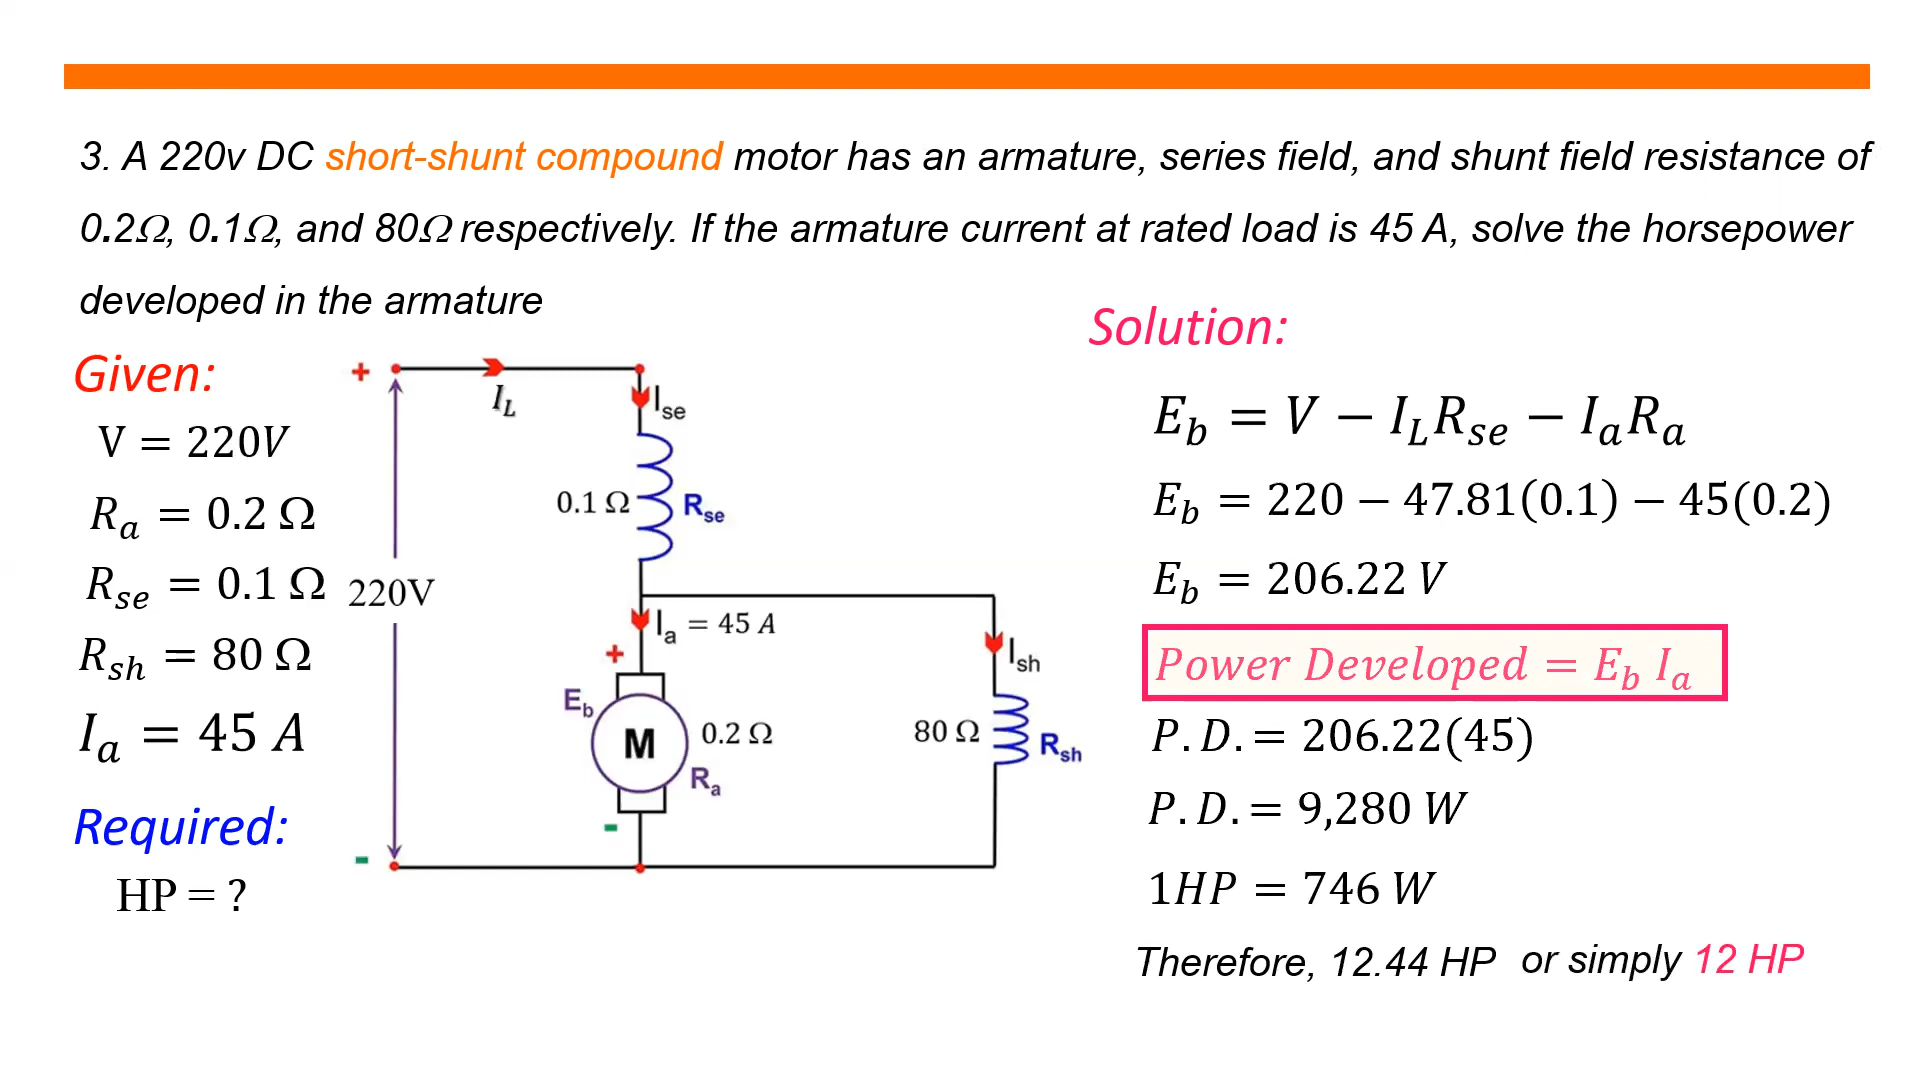 3. A 220v DC short-shunt compound motor has an armature, series field, and shunt field resistance of
0.2Ω, 0.1Ω, and 80Ω respectively. If the armature current at rated load is 45 A, solve the horsepower
developed in the armature
Given:
V = 220V
Ra = 0.2 Ω
Rse = 0.1 Ω
Rsh = 80 Ω
Ia = 45 A
Required:
HP = ?
+
IL
Ise
0.1 Ω
Rse
220V
Ia = 45 A
+
Ish
Eb
M
0.2 Ω
Ra
80 Ω
Rsh
-
-
Solution:
Eb = V − ILRse − IaRa
Eb = 220 − 47.81(0.1) − 45(0.2)
Eb = 206.22 V
Power Developed = Eb Ia
P.D. = 206.22(45)
P.D. = 9,280 W
1HP = 746 W
Therefore, 12.44 HP or simply 12 HP